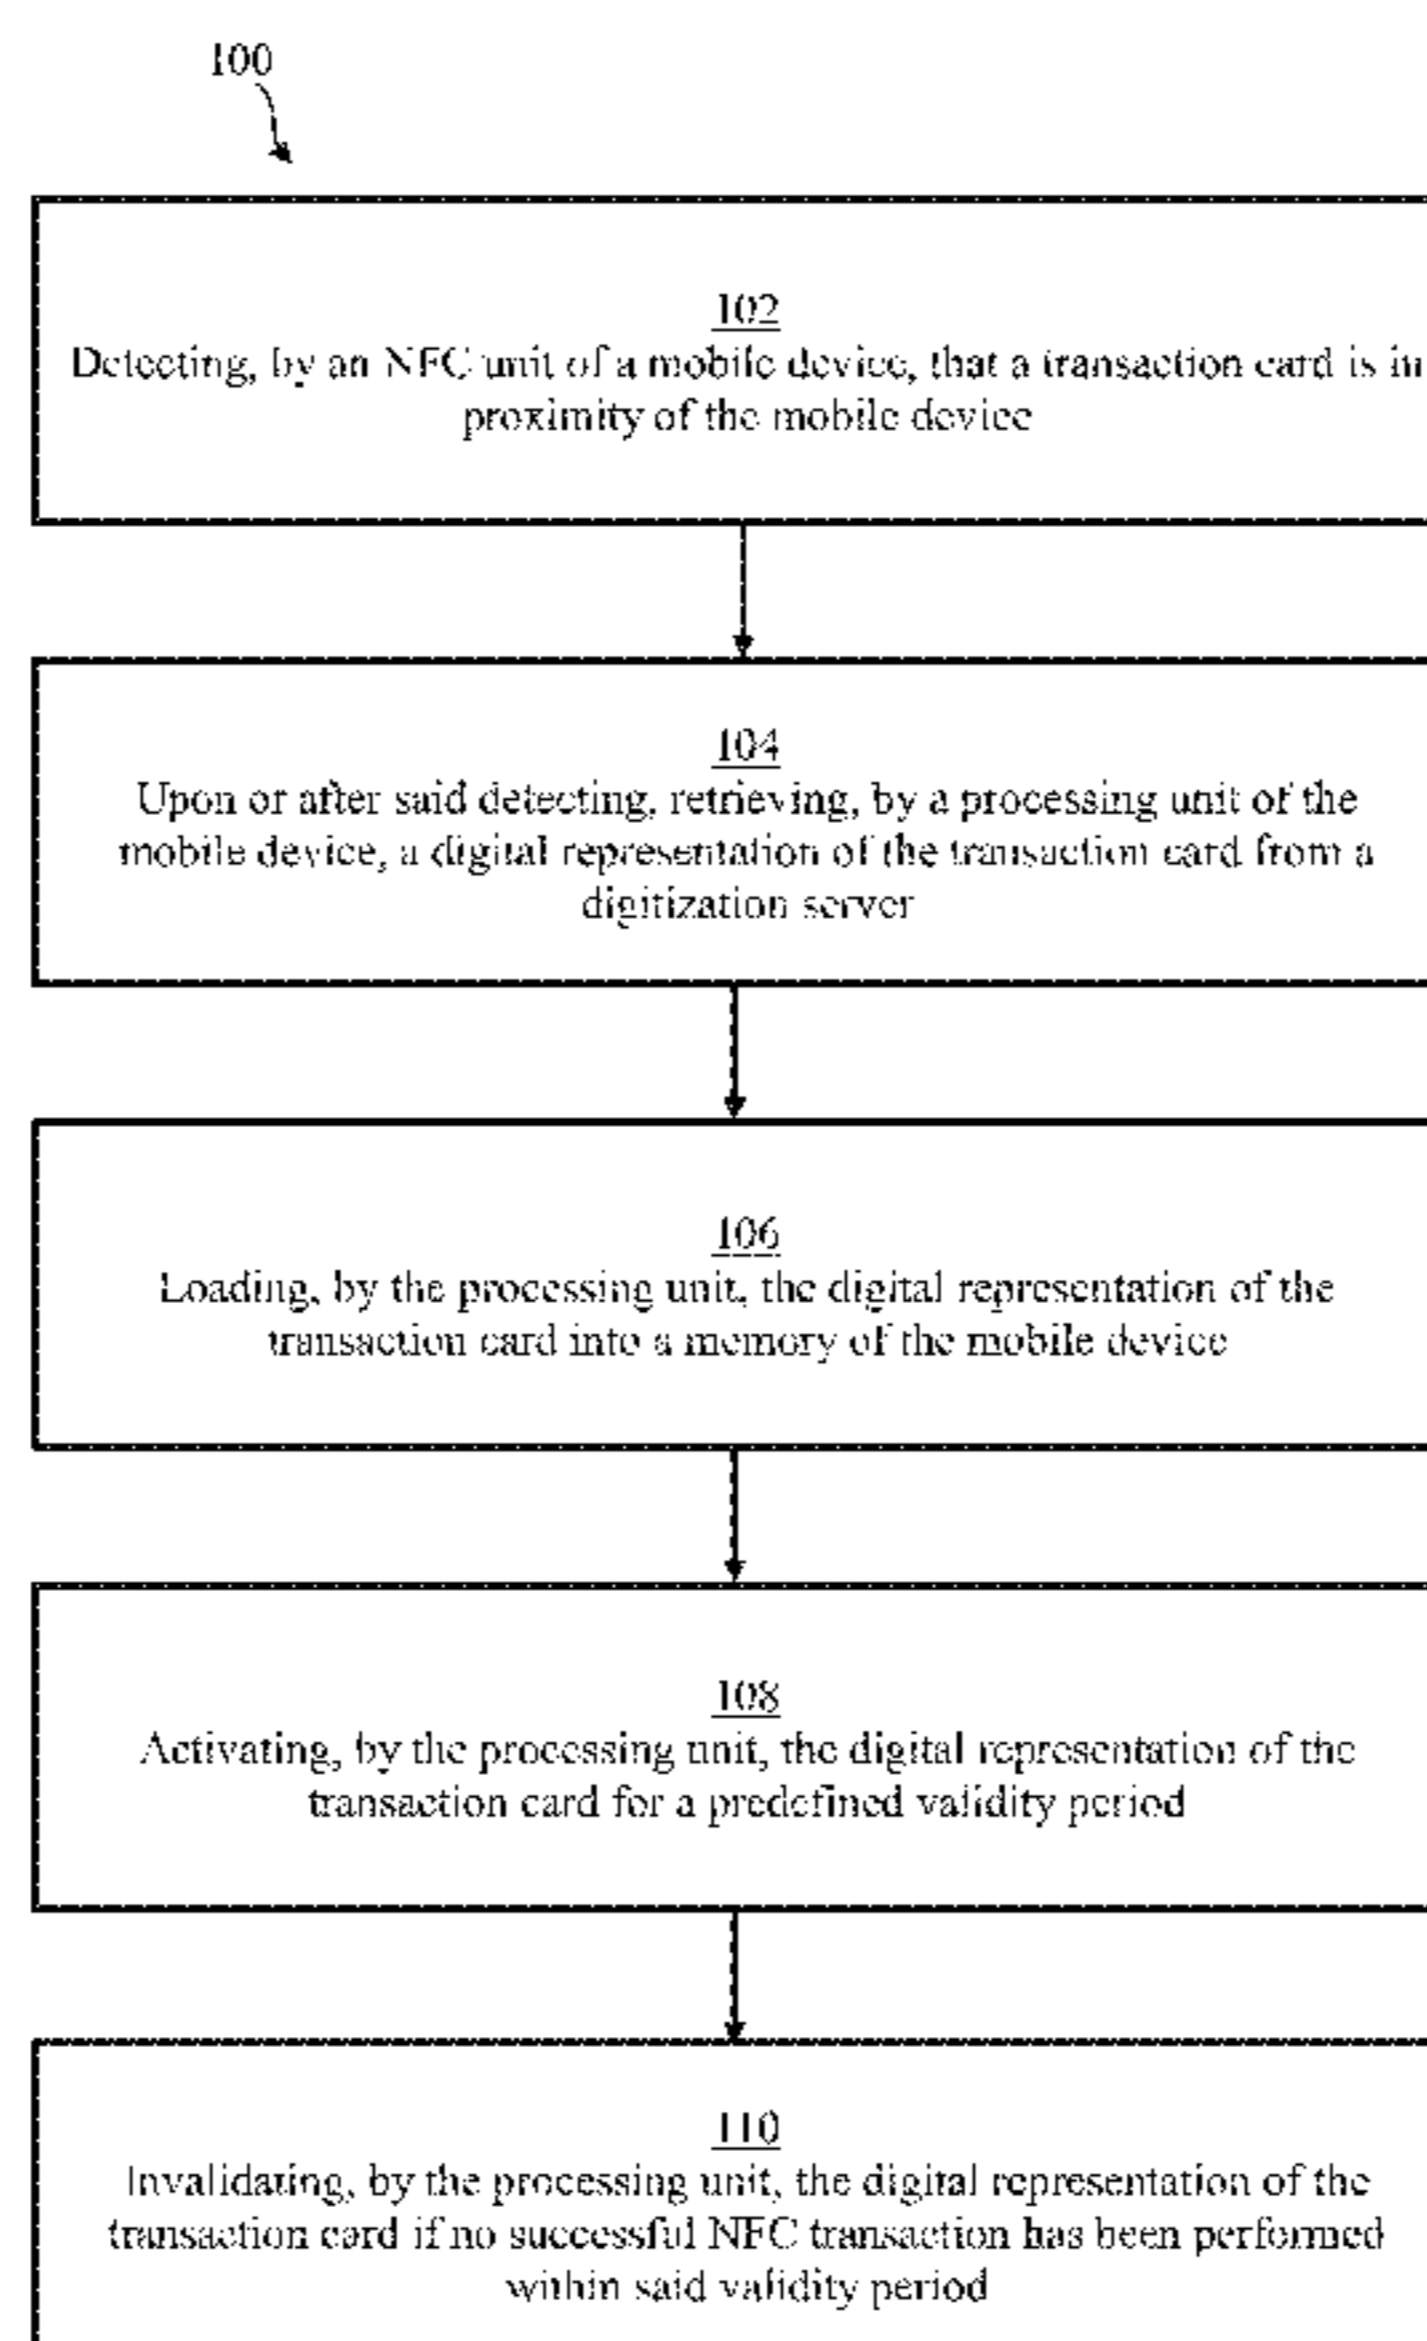 100
102
Detecting, by an NFC unit of a mobile device, that a transaction card is in
proximity of the mobile device
104
Upon or after said detecting, retrieving, by a processing unit of the
mobile device, a digital representation of the transaction card from a
digitization server
106
Loading, by the processing unit, the digital representation of the
transaction card into a memory of the mobile device
108
Activating, by the processing unit, the digital representation of the
transaction card for a predefined validity period
110
Invalidating, by the processing unit, the digital representation of the
transaction card if no successful NFC transaction has been performed
within said validity period